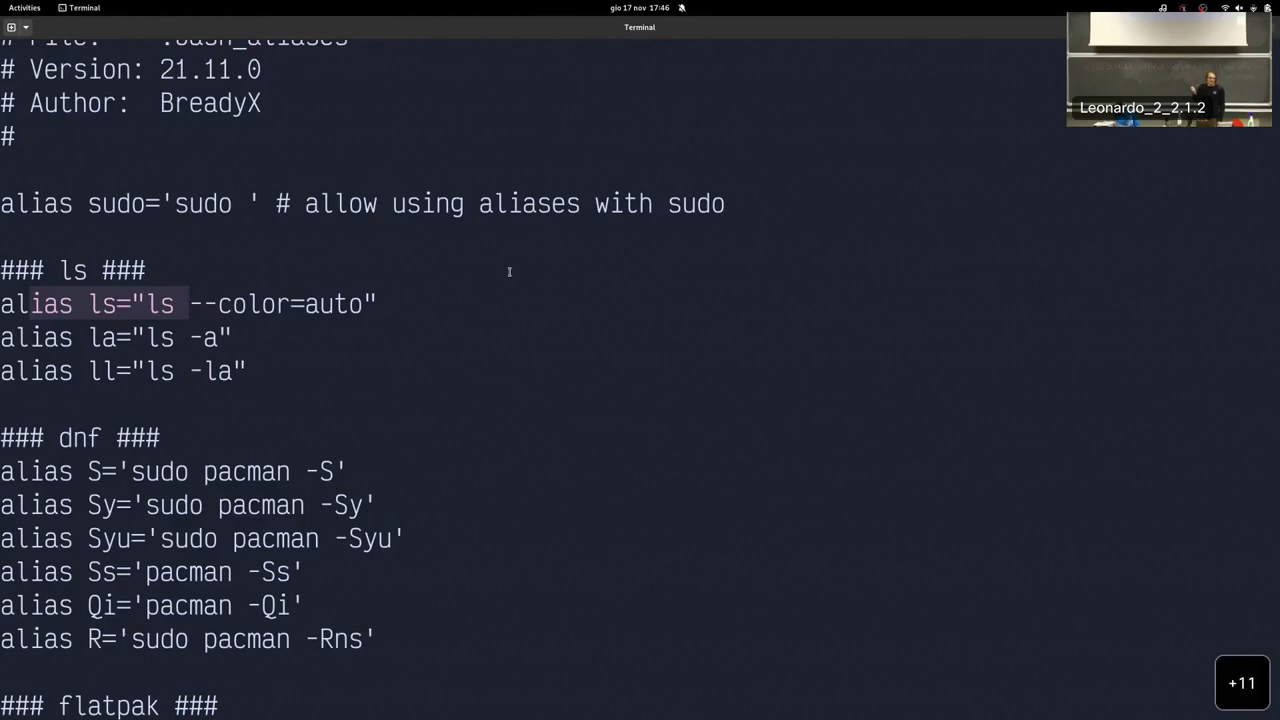 Activities
Terminal
gio 17 nov 17:46
Terminal
# File: .bash_aliases
# Version: 21.11.0
# Author: BreadyX
#
alias sudo='sudo ' # allow using aliases with sudo
### ls ###
alias ls="ls --color=auto"
alias la="ls -a"
alias ll="ls -la"
### dnf ###
alias S='sudo pacman -S'
alias Sy='sudo pacman -Sy'
alias Syu='sudo pacman -Syu'
alias Ss='pacman -Ss'
alias Qi='pacman -Qi'
alias R='sudo pacman -Rns'
### flatpak ###
Leonardo_2_2.1.2
+11